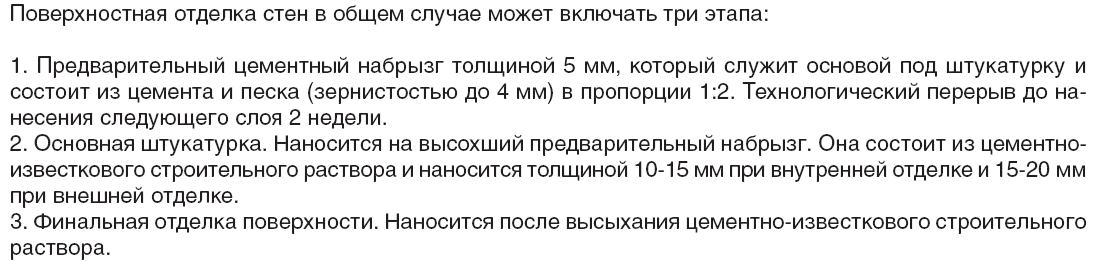 Поверхностная отделка стен в общем случае может включать три этапа:
1. Предварительный цементный набрызг толщиной 5 мм, который служит основой под штукатурку и
состоит из цемента и песка (зернистостью до 4 мм) в пропорции 1:2. Технологический перерыв до на-
несения следующего слоя 2 недели.
2. Основная штукатурка. Наносится на высохший предварительный набрызг. Она состоит из цементно-
известкового строительного раствора и наносится толщиной 10-15 мм при внутренней отделке и 15-20 мм
при внешней отделке.
3. Финальная отделка поверхности. Наносится после высыхания цементно-известкового строительного
раствора.